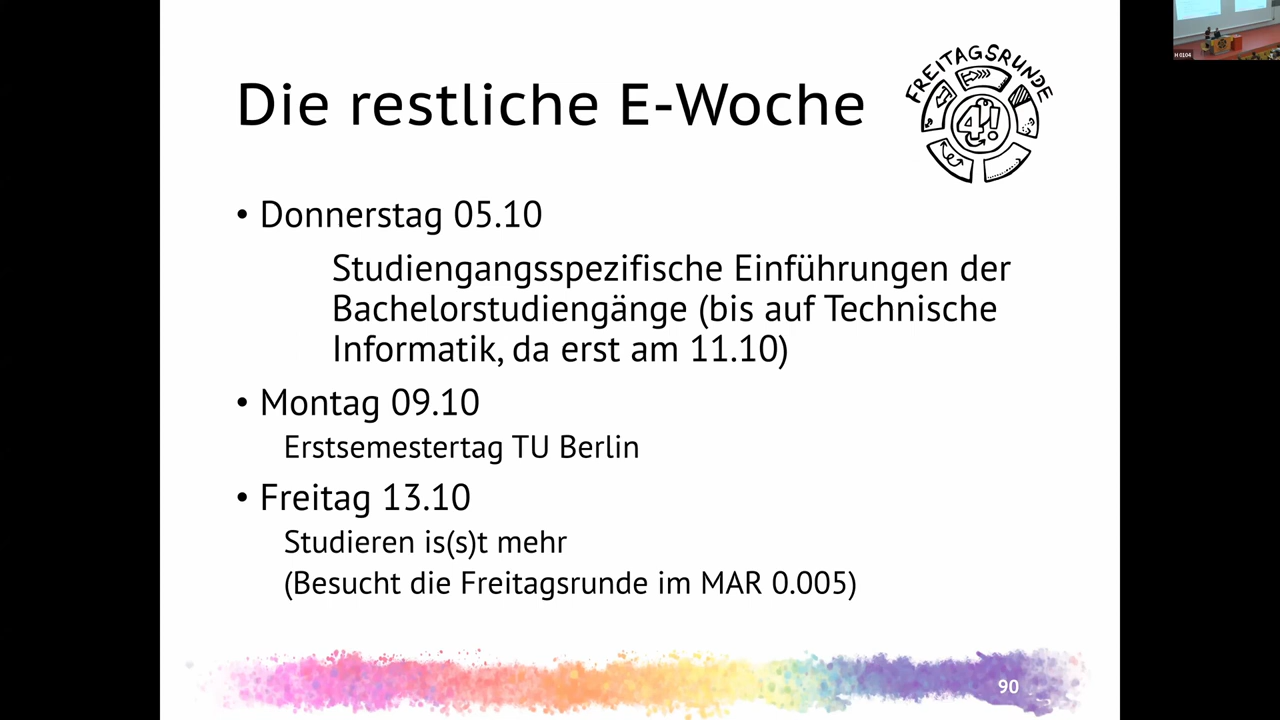 Die restliche E-Woche
FREITAGSRUNDE
4!
• Donnerstag 05.10
Studiengangsspezifische Einführungen der
Bachelorstudiengänge (bis auf Technische
Informatik, da erst am 11.10)
• Montag 09.10
Erstsemestertag TU Berlin
• Freitag 13.10
Studieren is(s)t mehr
(Besucht die Freitagsrunde im MAR 0.005)
90
H 0104